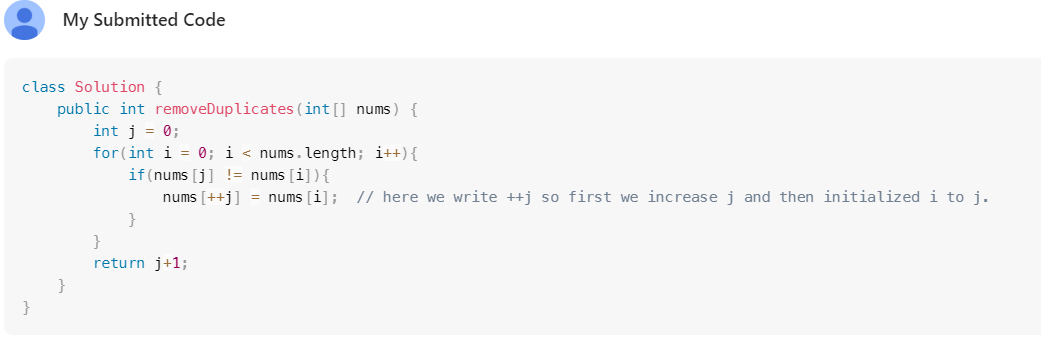 My Submitted Code
class Solution {
    public int removeDuplicates(int[] nums) {
        int j = 0;
        for(int i = 0; i < nums.length; i++){
            if(nums[j] != nums[i]){
                nums[++j] = nums[i];  // here we write ++j so first we increase j and then initialized i to j.
            }
        }
        return j+1;
    }
}